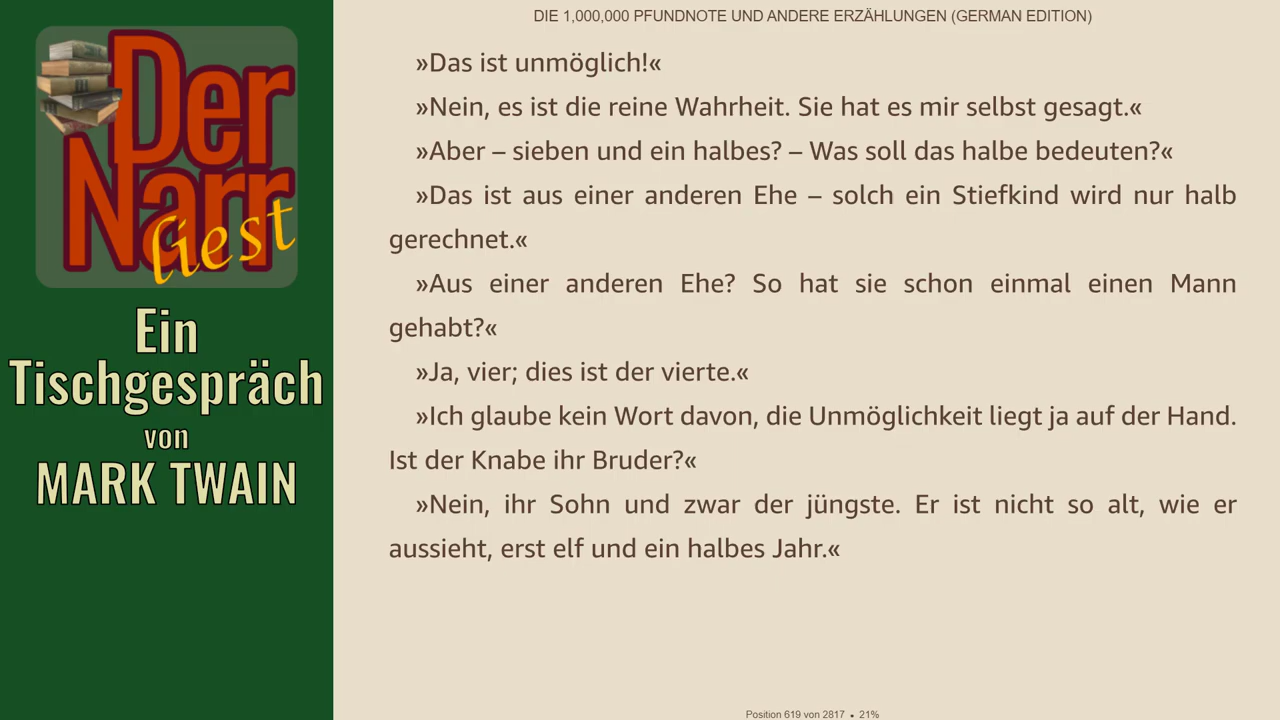 Der
Narr
liest
Ein
Tischgespräch
von
MARK TWAIN
DIE 1,000,000 PFUNDNOTE UND ANDERE ERZÄHLUNGEN (GERMAN EDITION)
»Das ist unmöglich!«
»Nein, es ist die reine Wahrheit. Sie hat es mir selbst gesagt.«
»Aber – sieben und ein halbes? – Was soll das halbe bedeuten?«
»Das ist aus einer anderen Ehe – solch ein Stiefkind wird nur halb
gerechnet.«
»Aus einer anderen Ehe? So hat sie schon einmal einen Mann
gehabt?«
»Ja, vier; dies ist der vierte.«
»Ich glaube kein Wort davon, die Unmöglichkeit liegt ja auf der Hand.
Ist der Knabe ihr Bruder?«
»Nein, ihr Sohn und zwar der jüngste. Er ist nicht so alt, wie er
aussieht, erst elf und ein halbes Jahr.«
Position 619 von 2817 • 21%